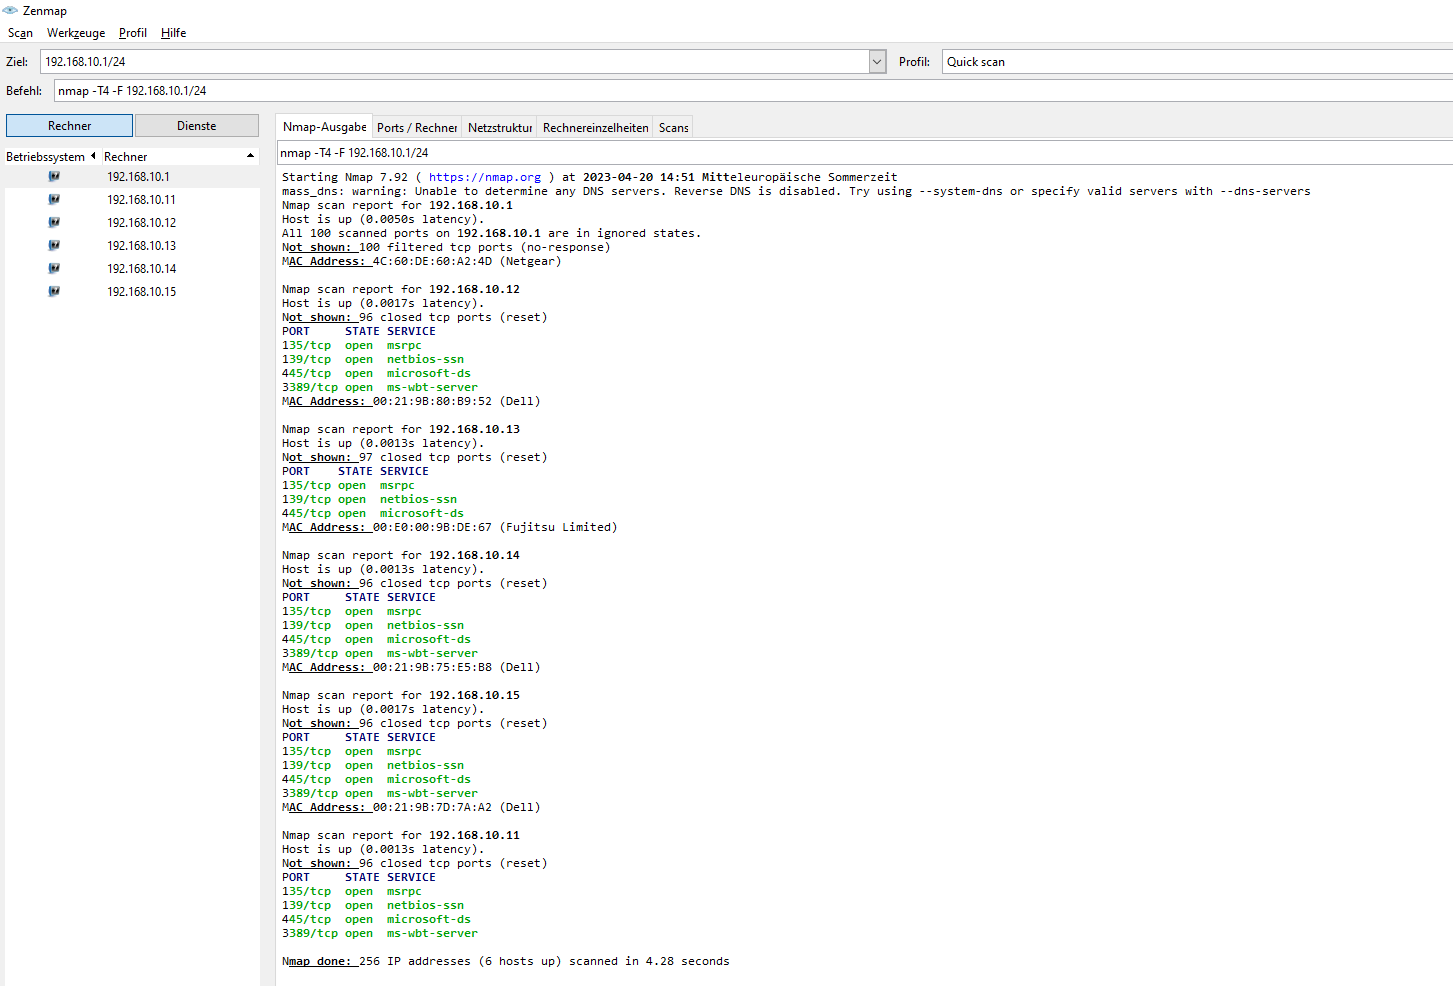 Zenmap
Scan Werkzeuge Profil Hilfe
Ziel: 192.168.10.1/24 Profil: Quick scan
Befehl: nmap -T4 -F 192.168.10.1/24
Rechner Dienste
Nmap-Ausgabe Ports / Rechner Netzstruktur Rechnereinzelheiten Scans
Betriebssystem Rechner
192.168.10.1
192.168.10.11
192.168.10.12
192.168.10.13
192.168.10.14
192.168.10.15
nmap -T4 -F 192.168.10.1/24
Starting Nmap 7.92 ( https://nmap.org ) at 2023-04-20 14:51 Mitteleuropäische Sommerzeit
mass_dns: warning: Unable to determine any DNS servers. Reverse DNS is disabled. Try using --system-dns or specify valid servers with --dns-servers
Nmap scan report for 192.168.10.1
Host is up (0.0050s latency).
All 100 scanned ports on 192.168.10.1 are in ignored states.
Not shown: 100 filtered tcp ports (no-response)
MAC Address: 4C:60:DE:60:A2:4D (Netgear)
Nmap scan report for 192.168.10.12
Host is up (0.0017s latency).
Not shown: 96 closed tcp ports (reset)
PORT STATE SERVICE
135/tcp open msrpc
139/tcp open netbios-ssn
445/tcp open microsoft-ds
3389/tcp open ms-wbt-server
MAC Address: 00:21:9B:80:B9:52 (Dell)
Nmap scan report for 192.168.10.13
Host is up (0.0013s latency).
Not shown: 97 closed tcp ports (reset)
PORT STATE SERVICE
135/tcp open msrpc
139/tcp open netbios-ssn
445/tcp open microsoft-ds
MAC Address: 00:E0:00:9B:DE:67 (Fujitsu Limited)
Nmap scan report for 192.168.10.14
Host is up (0.0013s latency).
Not shown: 96 closed tcp ports (reset)
PORT STATE SERVICE
135/tcp open msrpc
139/tcp open netbios-ssn
445/tcp open microsoft-ds
3389/tcp open ms-wbt-server
MAC Address: 00:21:9B:75:E5:B8 (Dell)
Nmap scan report for 192.168.10.15
Host is up (0.0017s latency).
Not shown: 96 closed tcp ports (reset)
PORT STATE SERVICE
135/tcp open msrpc
139/tcp open netbios-ssn
445/tcp open microsoft-ds
3389/tcp open ms-wbt-server
MAC Address: 00:21:9B:7D:7A:A2 (Dell)
Nmap scan report for 192.168.10.11
Host is up (0.0013s latency).
Not shown: 96 closed tcp ports (reset)
PORT STATE SERVICE
135/tcp open msrpc
139/tcp open netbios-ssn
445/tcp open microsoft-ds
3389/tcp open ms-wbt-server
Nmap done: 256 IP addresses (6 hosts up) scanned in 4.28 seconds